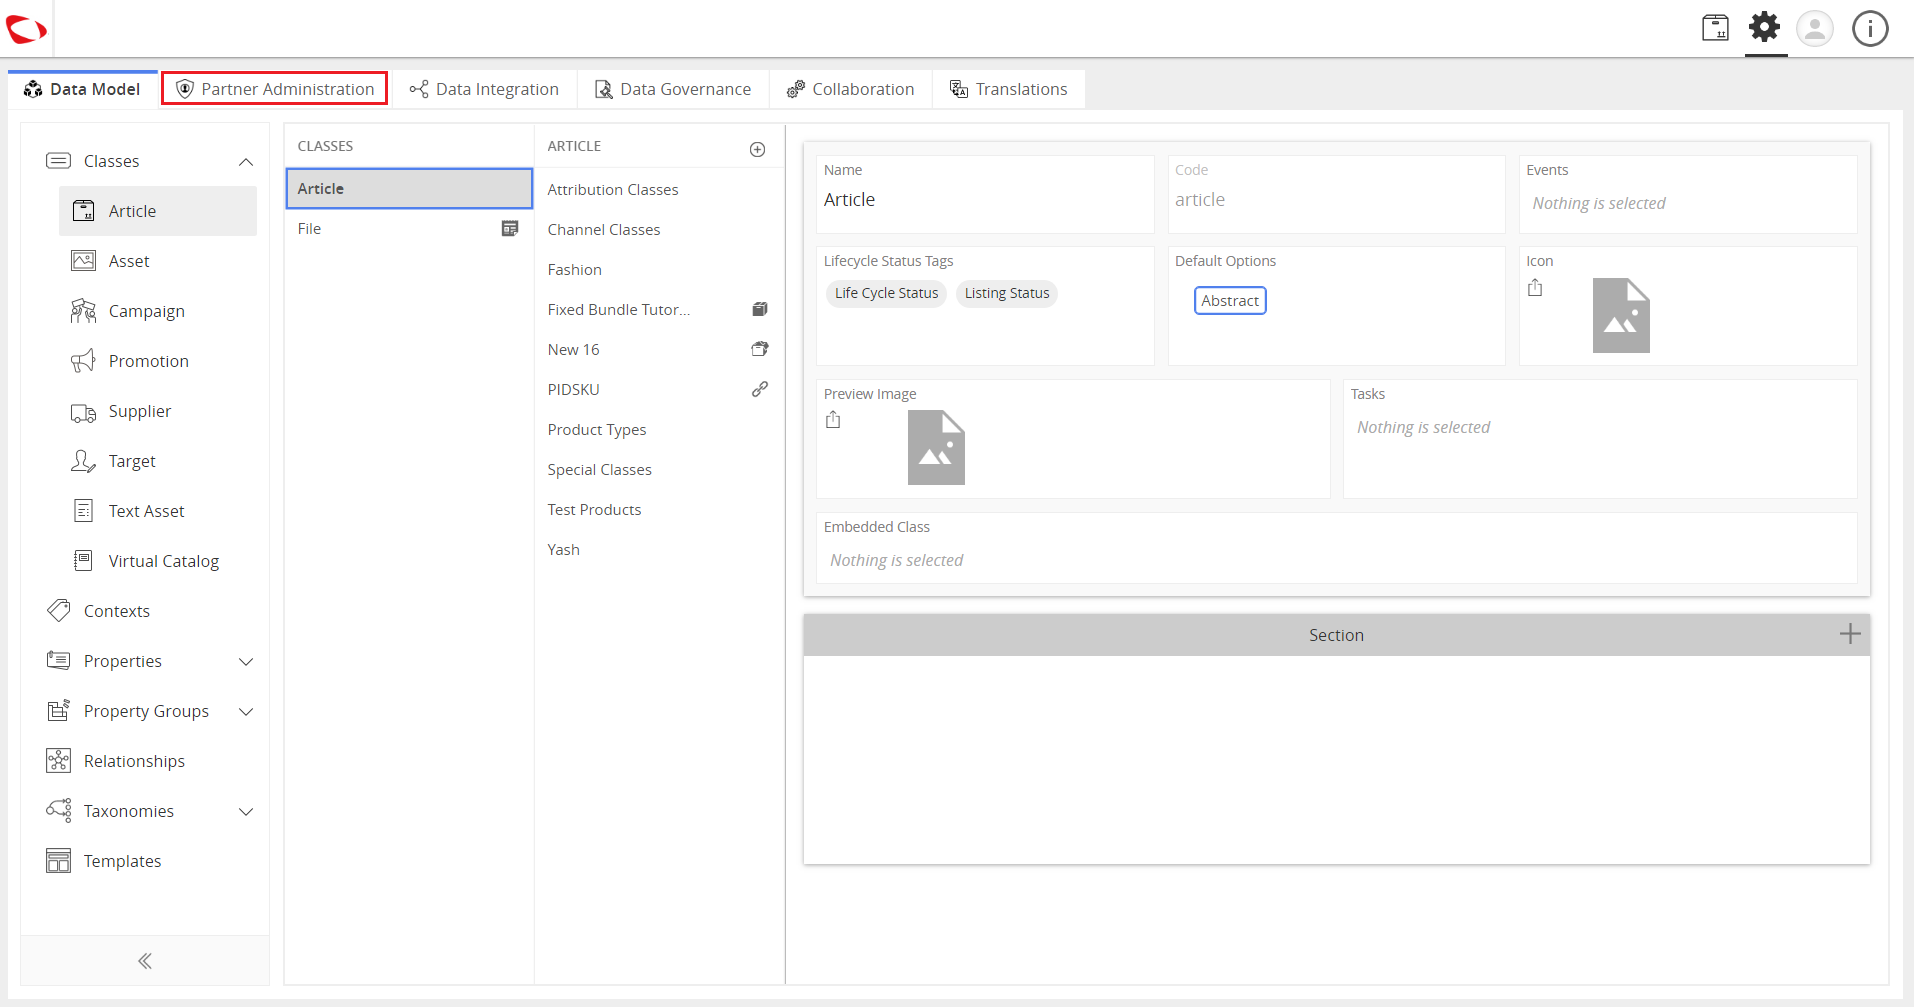 Data Model
Partner Administration
Data Integration
Data Governance
Collaboration
Translations
Classes
Article
Asset
Campaign
Promotion
Supplier
Target
Text Asset
Virtual Catalog
Contexts
Properties
Property Groups
Relationships
Taxonomies
Templates
CLASSES
Article
File
ARTICLE
Attribution Classes
Channel Classes
Fashion
Fixed Bundle Tutor...
New 16
PIDSKU
Product Types
Special Classes
Test Products
Yash
Name
Article
Code
article
Events
Nothing is selected
Lifecycle Status Tags
Life Cycle Status
Listing Status
Default Options
Abstract
Icon
Preview Image
Tasks
Nothing is selected
Embedded Class
Nothing is selected
Section